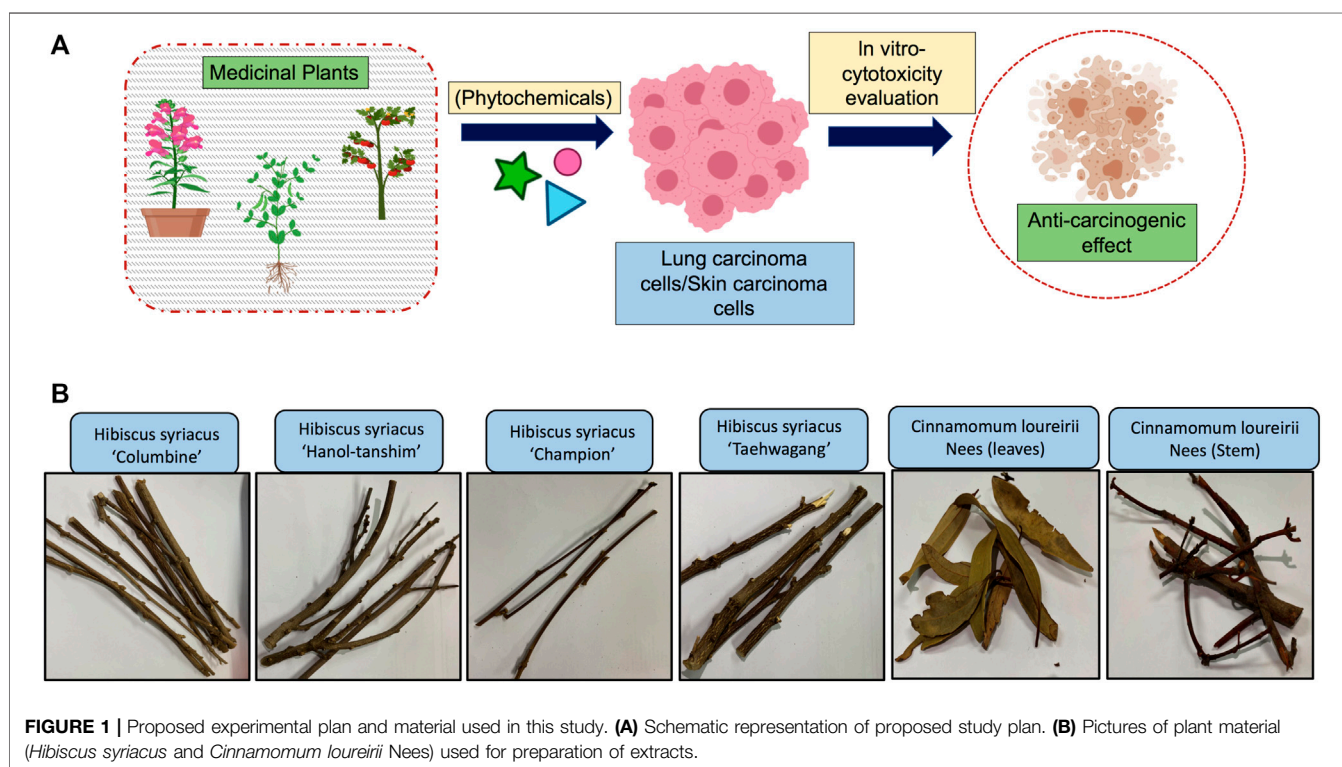 A
Medicinal Plants
(Phytochemicals)
In vitro-
cytotoxicity
evaluation
Lung carcinoma
cells/Skin carcinoma
cells
Anti-carcinogenic
effect
B
Hibiscus syriacus
‘Columbine’
Hibiscus syriacus
‘Hanol-tanshim’
Hibiscus syriacus
‘Champion’
Hibiscus syriacus
‘Taehwagang’
Cinnamomum loureirii
Nees (leaves)
Cinnamomum loureirii
Nees (Stem)
FIGURE 1 | Proposed experimental plan and material used in this study. (A) Schematic representation of proposed study plan. (B) Pictures of plant material
(Hibiscus syriacus and Cinnamomum loureirii Nees) used for preparation of extracts.